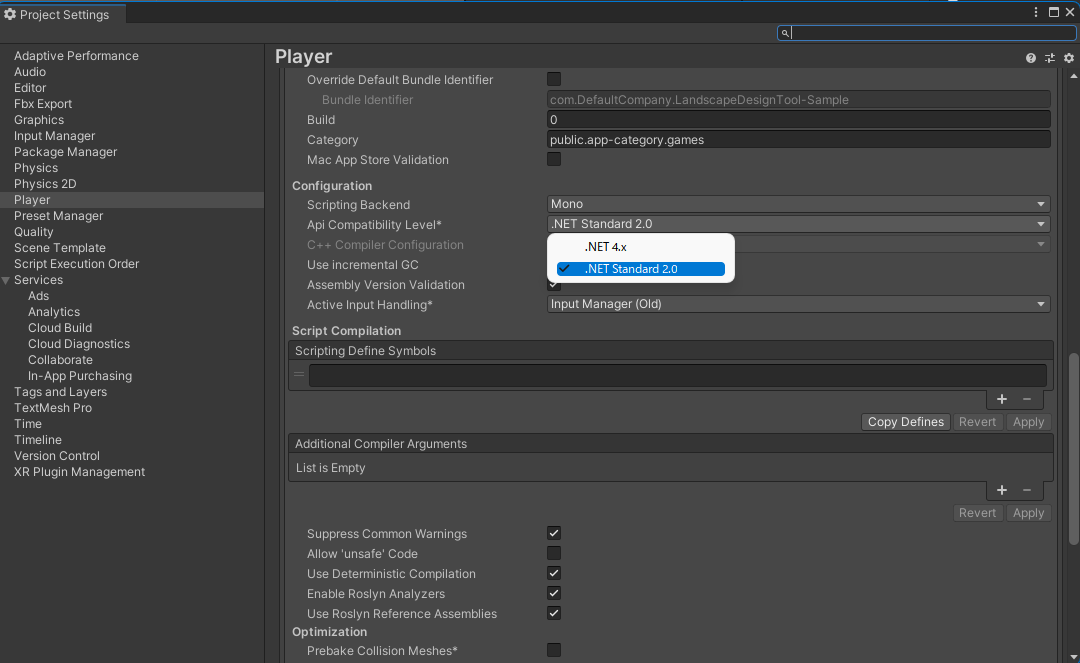 Project Settings
Adaptive Performance
Audio
Editor
Fbx Export
Graphics
Input Manager
Package Manager
Physics
Physics 2D
Player
Preset Manager
Quality
Scene Template
Script Execution Order
Services
Ads
Analytics
Cloud Build
Cloud Diagnostics
Collaborate
In-App Purchasing
Tags and Layers
TextMesh Pro
Time
Timeline
Version Control
XR Plugin Management
Player
Override Default Bundle Identifier
Bundle Identifier com.DefaultCompany.LandscapeDesignTool-Sample
Build 0
Category public.app-category.games
Mac App Store Validation
Configuration
Scripting Backend Mono
Api Compatibility Level* .NET Standard 2.0
.NET 4.x
.NET Standard 2.0
C++ Compiler Configuration
Use incremental GC
Assembly Version Validation
Active Input Handling* Input Manager (Old)
Script Compilation
Scripting Define Symbols
+ −
Copy Defines Revert Apply
Additional Compiler Arguments
List is Empty
+ −
Revert Apply
Suppress Common Warnings
Allow 'unsafe' Code
Use Deterministic Compilation
Enable Roslyn Analyzers
Use Roslyn Reference Assemblies
Optimization
Prebake Collision Meshes*